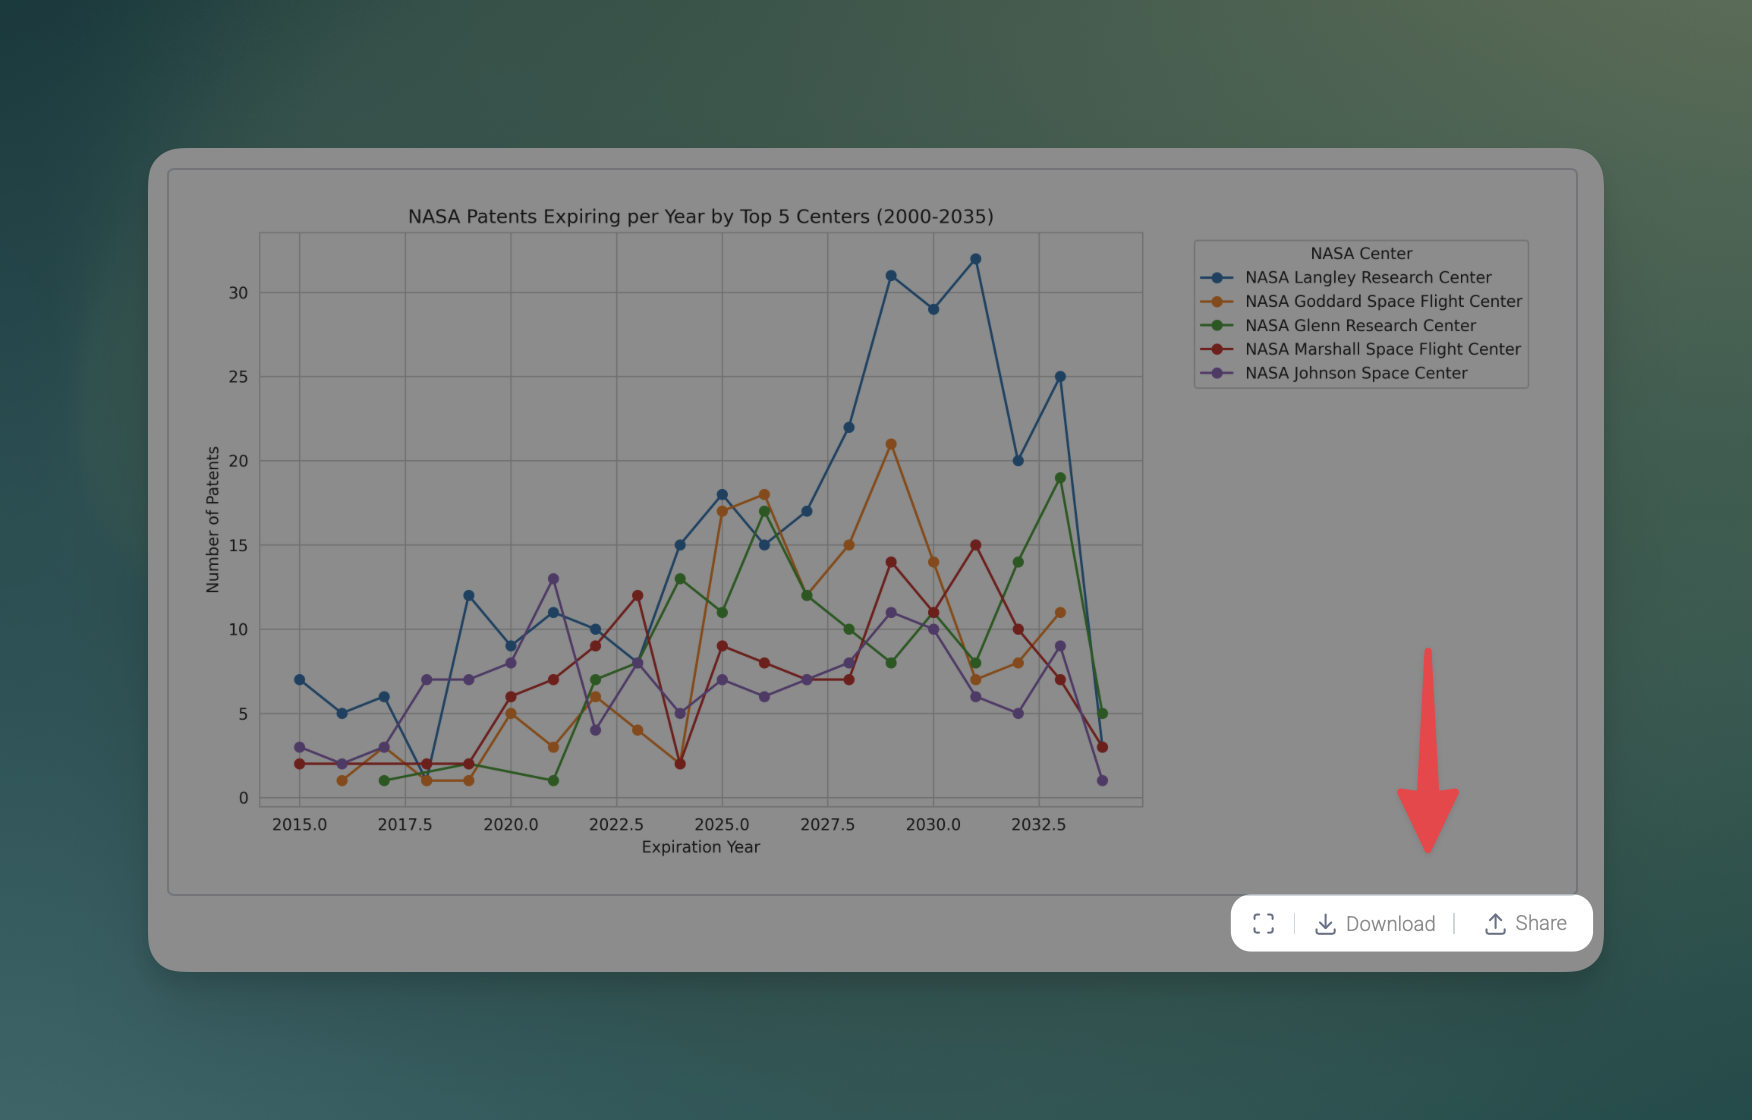 NASA Patents Expiring per Year by Top 5 Centers (2000-2035)
NASA Center
NASA Langley Research Center
NASA Goddard Space Flight Center
NASA Glenn Research Center
NASA Marshall Space Flight Center
NASA Johnson Space Center
Number of Patents
30
25
20
15
10
5
0
2015.0 2017.5 2020.0 2022.5 2025.0 2027.5 2030.0 2032.5
Expiration Year
Download Share